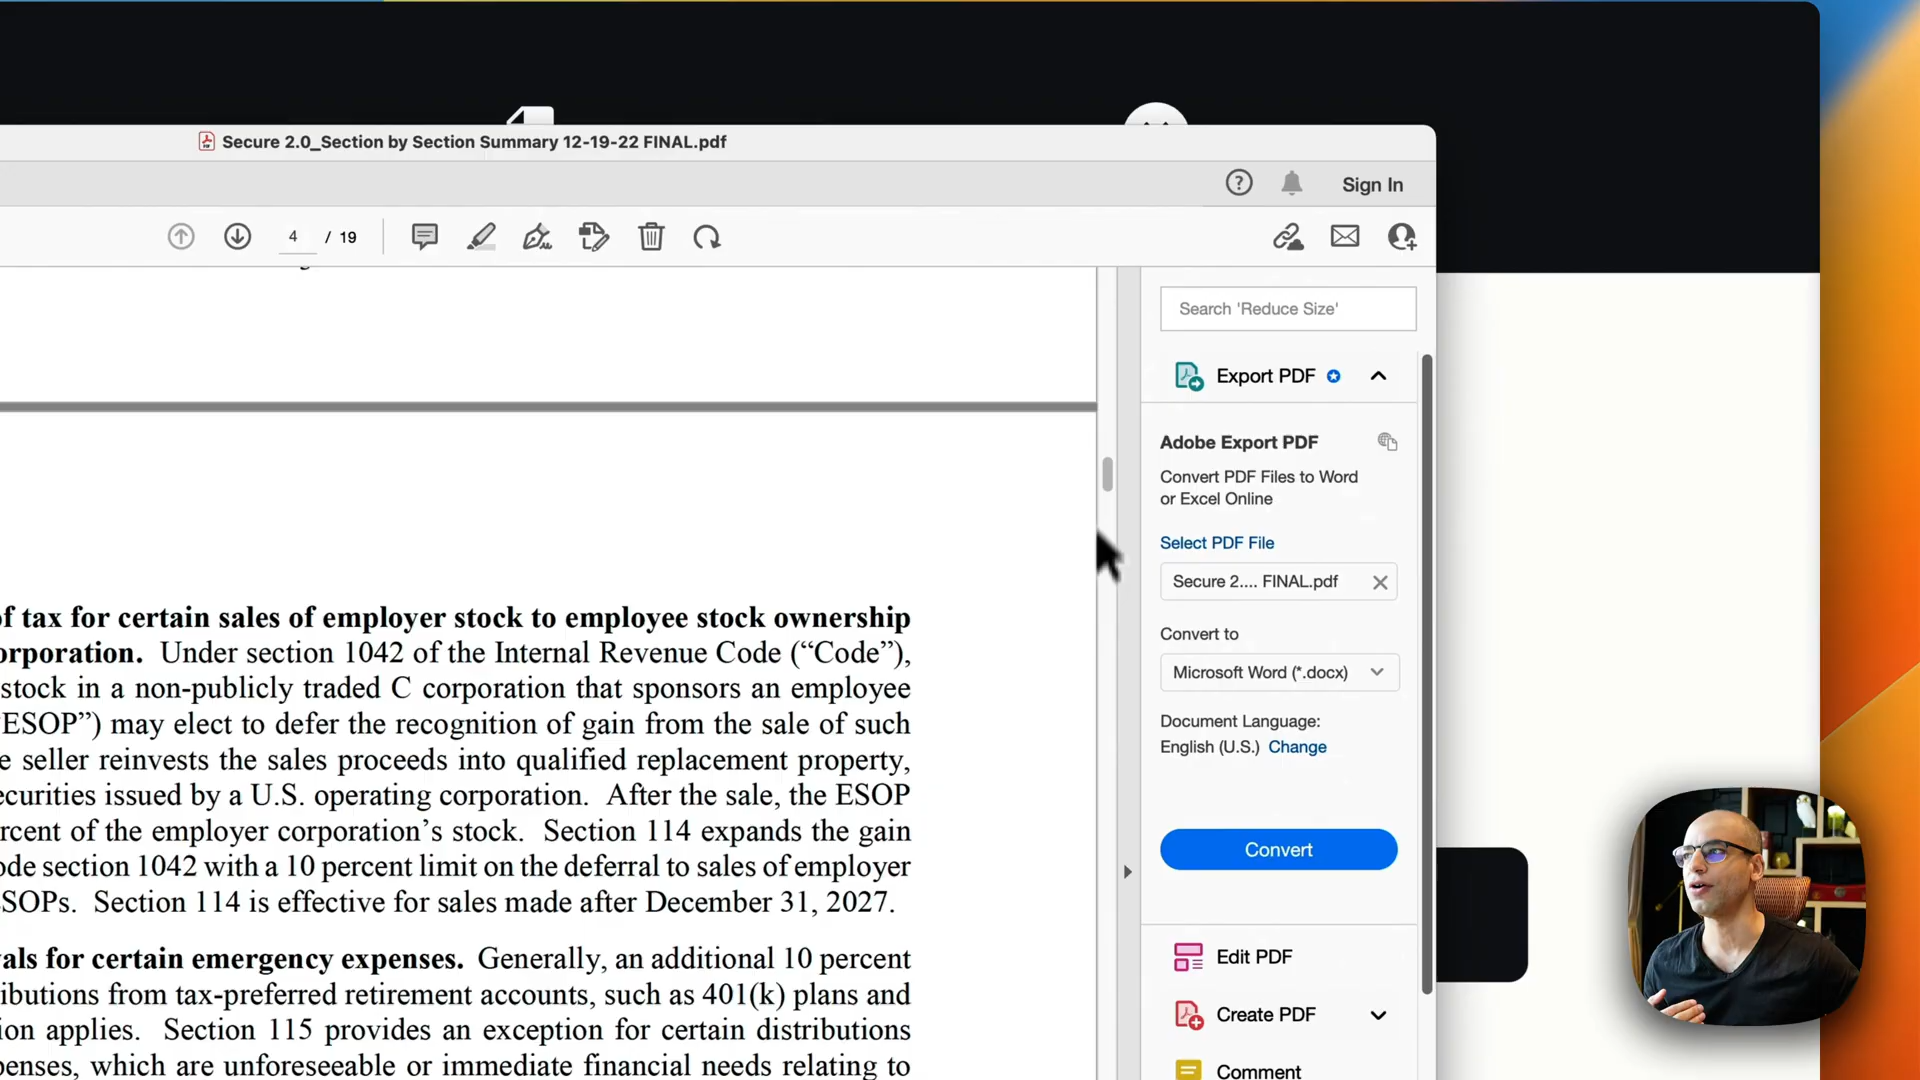 Secure 2.0_Section by Section Summary 12-19-22 FINAL.pdf
Sign In
4 / 19
Search 'Reduce Size'
Export PDF
Adobe Export PDF
Convert PDF Files to Word
or Excel Online
Select PDF File
Secure 2.... FINAL.pdf
Convert to
Microsoft Word (*.docx)
Document Language:
English (U.S.) Change
Convert
Edit PDF
Create PDF
Comment
of tax for certain sales of employer stock to employee stock ownership
orporation. Under section 1042 of the Internal Revenue Code (“Code”),
stock in a non-publicly traded C corporation that sponsors an employee
“ESOP”) may elect to defer the recognition of gain from the sale of such
e seller reinvests the sales proceeds into qualified replacement property,
ecurities issued by a U.S. operating corporation. After the sale, the ESOP
rcent of the employer corporation’s stock. Section 114 expands the gain
ode section 1042 with a 10 percent limit on the deferral to sales of employer
SOPs. Section 114 is effective for sales made after December 31, 2027.
vals for certain emergency expenses. Generally, an additional 10 percent
ibutions from tax-preferred retirement accounts, such as 401(k) plans and
ion applies. Section 115 provides an exception for certain distributions
penses, which are unforeseeable or immediate financial needs relating to